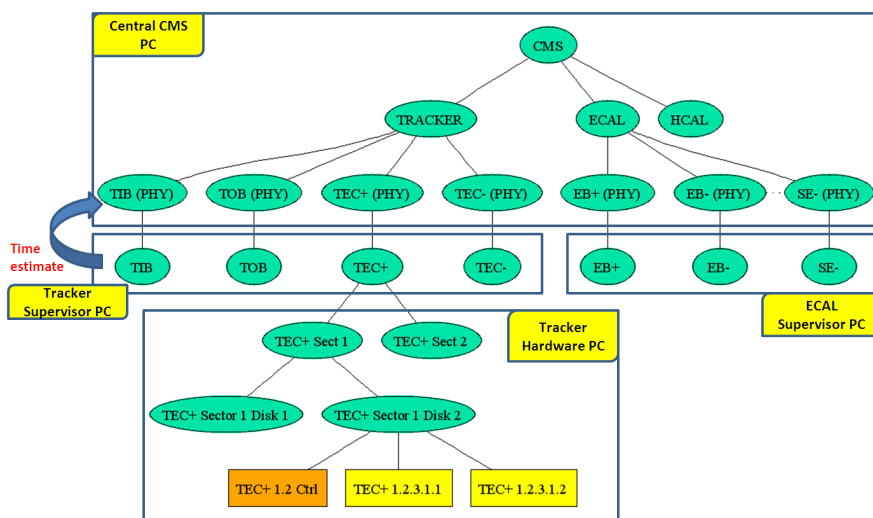 Central CMS
PC
CMS
TRACKER
ECAL
HCAL
TIB (PHY)
TOB (PHY)
TEC+ (PHY)
TEC- (PHY)
EB+ (PHY)
EB- (PHY)
SE- (PHY)
Time
estimate
TIB
TOB
TEC+
TEC-
EB+
EB-
SE-
Tracker
Supervisor PC
ECAL
Supervisor PC
Tracker
Hardware PC
TEC+ Sect 1
TEC+ Sect 2
TEC+ Sector 1 Disk 1
TEC+ Sector 1 Disk 2
TEC+ 1.2 Ctrl
TEC+ 1.2.3.1.1
TEC+ 1.2.3.1.2